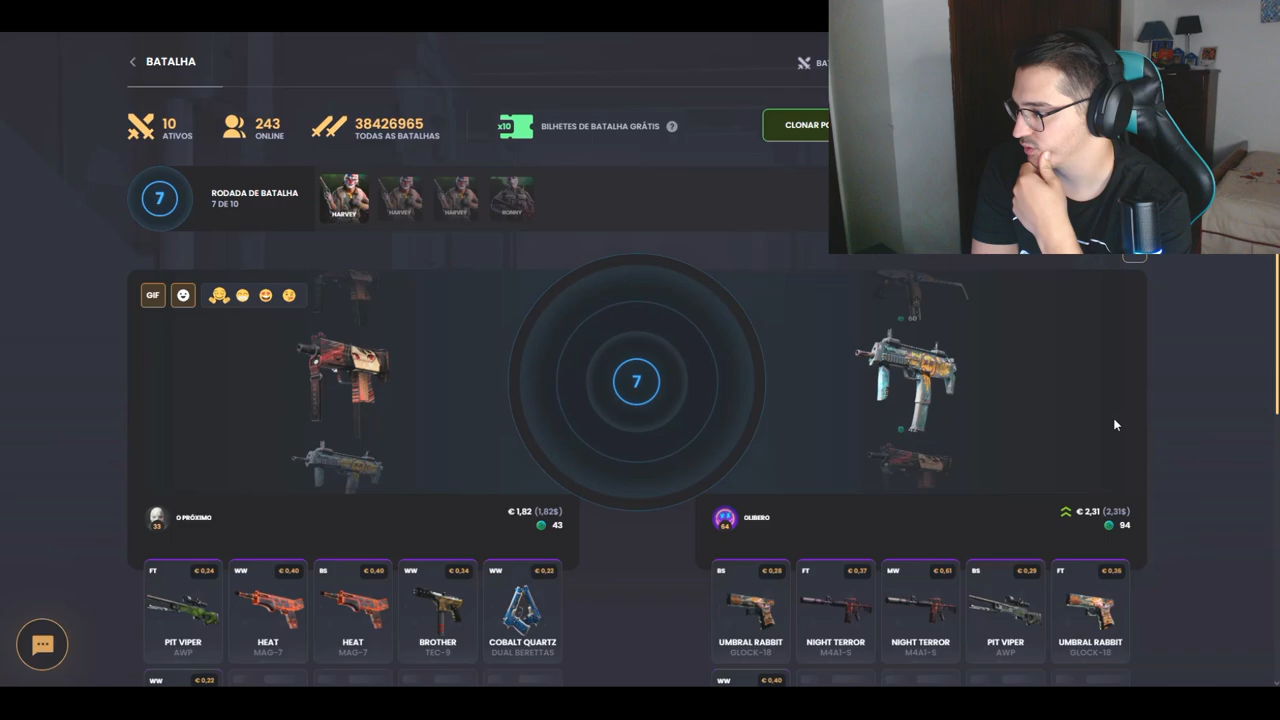 BATALHA
10
ATIVOS
243
ONLINE
38426965
TODAS AS BATALHAS
x10
BILHETES DE BATALHA GRÁTIS ?
CLONAR
7
RODADA DE BATALHA
7 DE 10
HARVEY
HARVEY
HARVEY
RONNY
GIF
60
7
33
O PRÓXIMO
€ 1,82 (1,82$)
43
64
OLIBERO
€ 2,31 (2,31$)
94
FT € 0,24
PIT VIPER
AWP
WW € 0,40
HEAT
MAG-7
BS € 0,40
HEAT
MAG-7
WW € 0,34
BROTHER
TEC-9
WW € 0,22
COBALT QUARTZ
DUAL BERETTAS
BS € 0,28
UMBRAL RABBIT
GLOCK-18
FT € 0,37
NIGHT TERROR
M4A1-S
MW € 0,61
NIGHT TERROR
M4A1-S
BS € 0,29
PIT VIPER
AWP
FT € 0,36
UMBRAL RABBIT
GLOCK-18
WW € 0,22
WW € 0,40